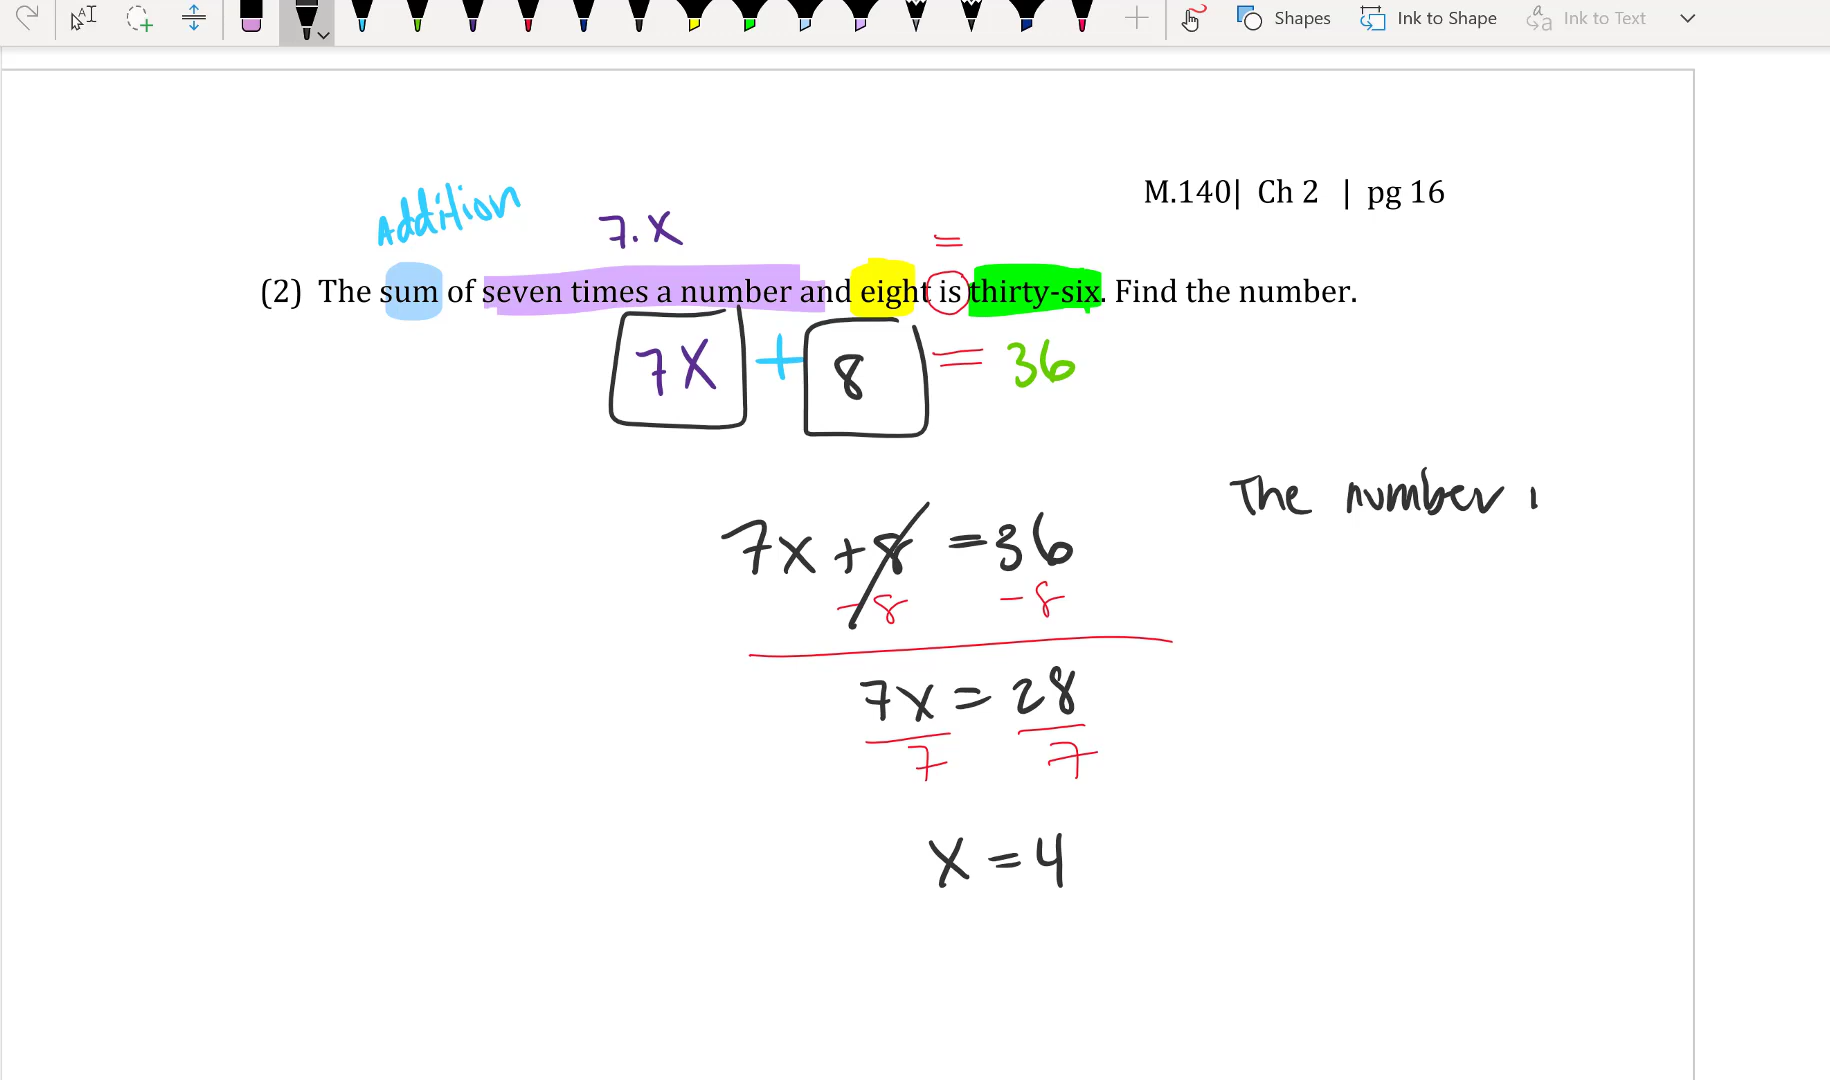 Shapes Ink to Shape Ink to Text
M.140| Ch 2 | pg 16
Addition
7.X
=
(2) The sum of seven times a number and eight is thirty-six. Find the number.
7X + 8 = 36
The number
7x + 8 = 36
-8 -8
7x = 28
7 7
x = 4